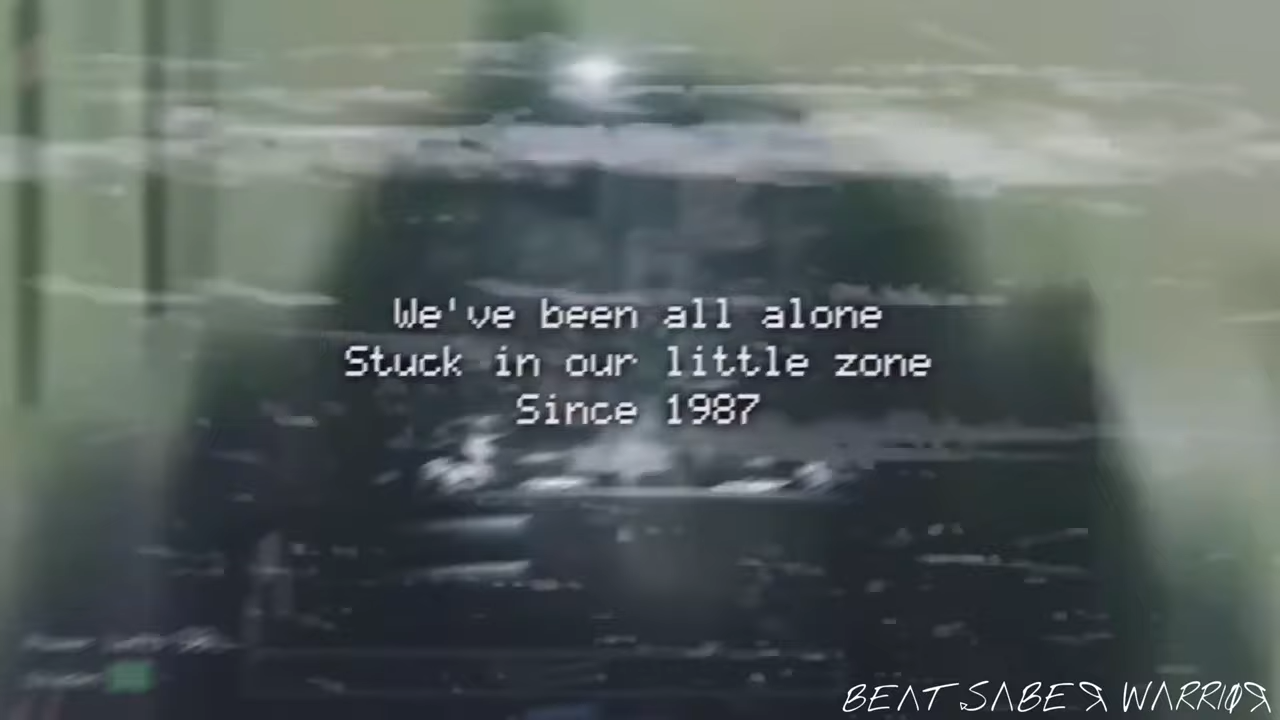 We've been all alone
Stuck in our little zone
Since 1987
BEAT SABER WARRIOR